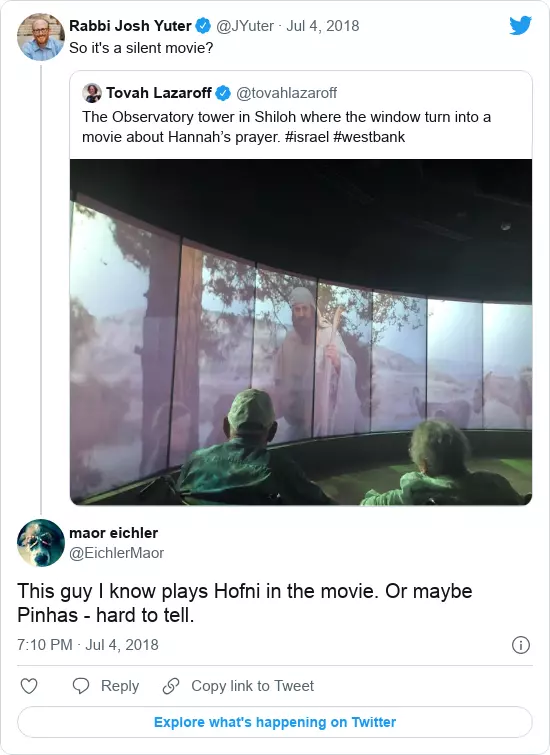 Rabbi Josh Yuter @JYuter · Jul 4, 2018
So it's a silent movie?
Tovah Lazaroff @tovahlazaroff
The Observatory tower in Shiloh where the window turn into a
movie about Hannah’s prayer. #israel #westbank
maor eichler
@EichlerMaor
This guy I know plays Hofni in the movie. Or maybe
Pinhas - hard to tell.
7:10 PM · Jul 4, 2018
Reply Copy link to Tweet
Explore what's happening on Twitter